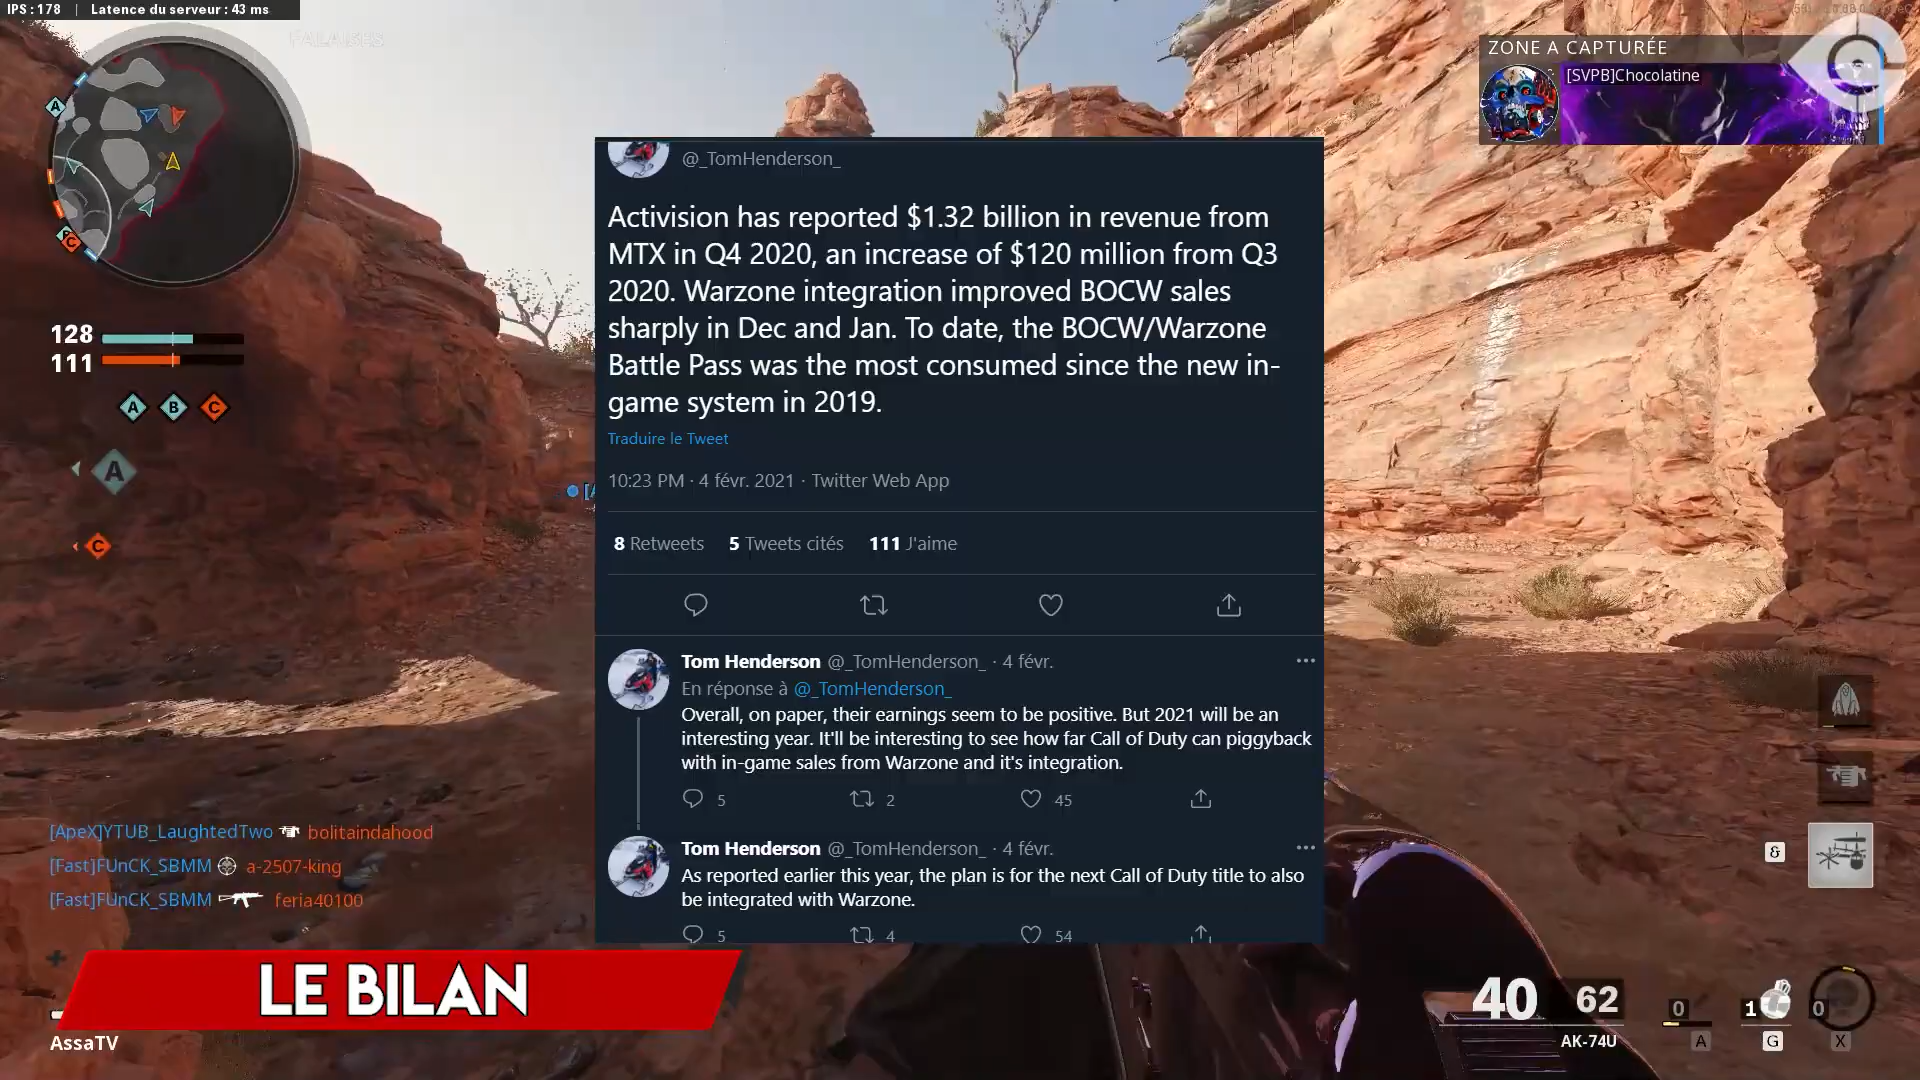 IPS : 178 | Latence du serveur : 43 ms
FALAISES
ZONE A CAPTURÉE
[SVPB]Chocolatine
A
C
128
111
A B C
A
C
@_TomHenderson_
Activision has reported $1.32 billion in revenue from
MTX in Q4 2020, an increase of $120 million from Q3
2020. Warzone integration improved BOCW sales
sharply in Dec and Jan. To date, the BOCW/Warzone
Battle Pass was the most consumed since the new in-
game system in 2019.
Traduire le Tweet
10:23 PM · 4 févr. 2021 · Twitter Web App
8 Retweets 5 Tweets cités 111 J'aime
Tom Henderson @_TomHenderson_ · 4 févr.
En réponse à @_TomHenderson_
Overall, on paper, their earnings seem to be positive. But 2021 will be an
interesting year. It'll be interesting to see how far Call of Duty can piggyback
with in-game sales from Warzone and it's integration.
5 2 45
Tom Henderson @_TomHenderson_ · 4 févr.
As reported earlier this year, the plan is for the next Call of Duty title to also
be integrated with Warzone.
5 4 54
[ApeX]YTUB_LaughtedTwo bolitaindahood
[Fast]FUnCK_SBMM a-2507-king
[Fast]FUnCK_SBMM feria40100
LE BILAN
AssaTV
&
40 62
AK-74U
0 1 0
A G X